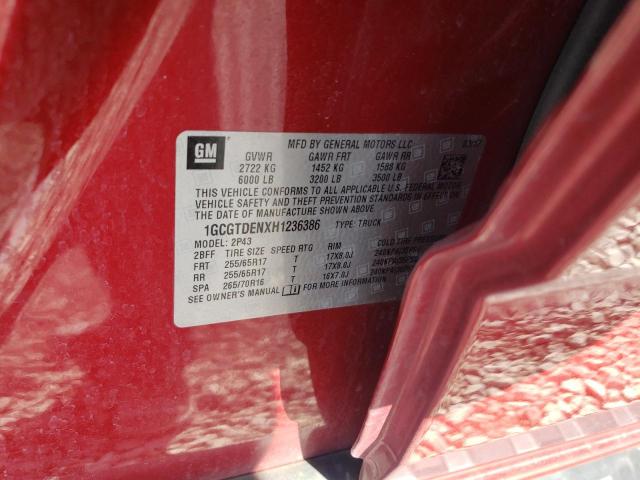 GM
MFD BY GENERAL MOTORS LLC 03/17
GVWR GAWR FRT GAWR RR
2722 KG 1452 KG 1588 KG
6000 LB 3200 LB 3500 LB
THIS VEHICLE CONFORMS TO ALL APPLICABLE U.S. FEDERAL MOTOR
VEHICLE SAFETY AND THEFT PREVENTION STANDARDS
IN EFFECT ON THE DATE OF MANUFACTURE SHOWN ABOVE.
1GCGTDENXH1236386 TYPE: TRUCK
MODEL: 2P43
2BFF TIRE SIZE SPEED RTG RIM COLD TIRE
FRT 255/65R17 T 17X8.0J
RR 255/65R17 T 17X8.0J
SPA 265/70R16 T 16X7.0J
SEE OWNER'S MANUAL FOR MORE INFORMATION